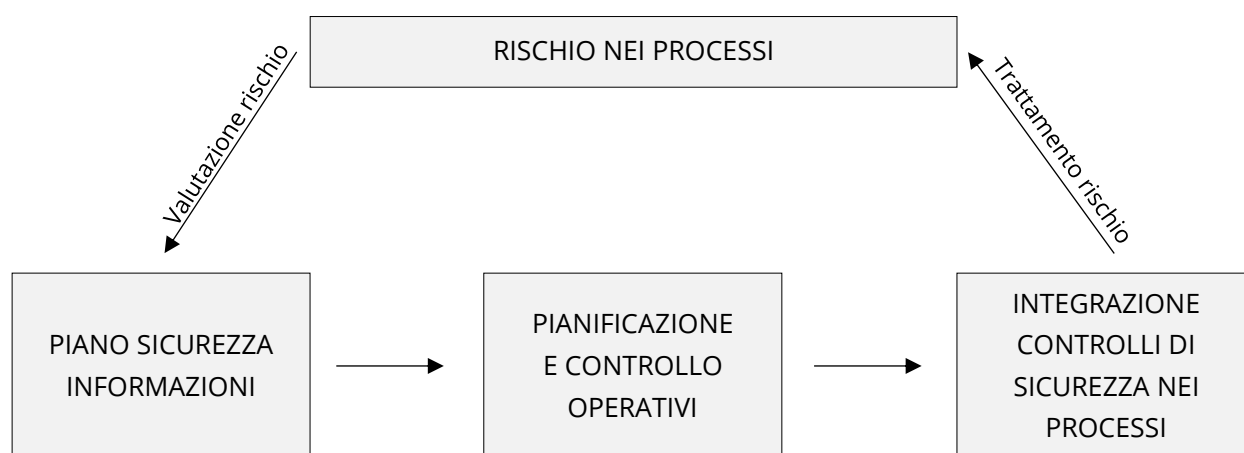 RISCHIO NEI PROCESSI
Valutazione rischio
Trattamento rischio
PIANO SICUREZZA
INFORMAZIONI
PIANIFICAZIONE
E CONTROLLO
OPERATIVI
INTEGRAZIONE
CONTROLLI DI
SICUREZZA NEI
PROCESSI